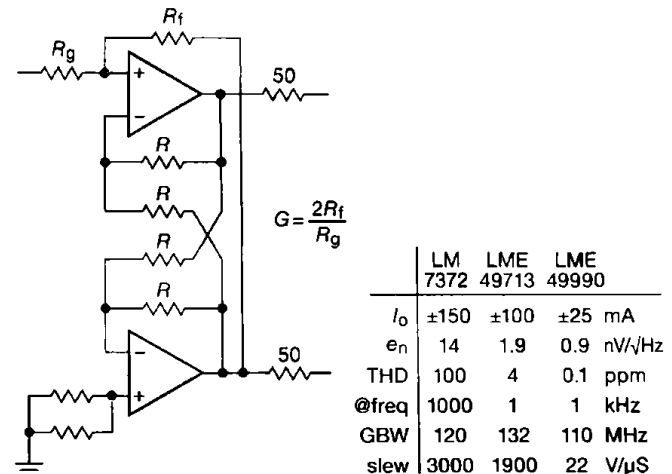 Rf
Rg
+
−
50
R
R
R
R
G = 2Rf / Rg
−
+
50
LM 7372 LME 49713 LME 49990
Io ±150 ±100 ±25 mA
en 14 1.9 0.9 nV/√Hz
THD 100 4 0.1 ppm
@freq 1000 1 1 kHz
GBW 120 132 110 MHz
slew 3000 1900 22 V/µS